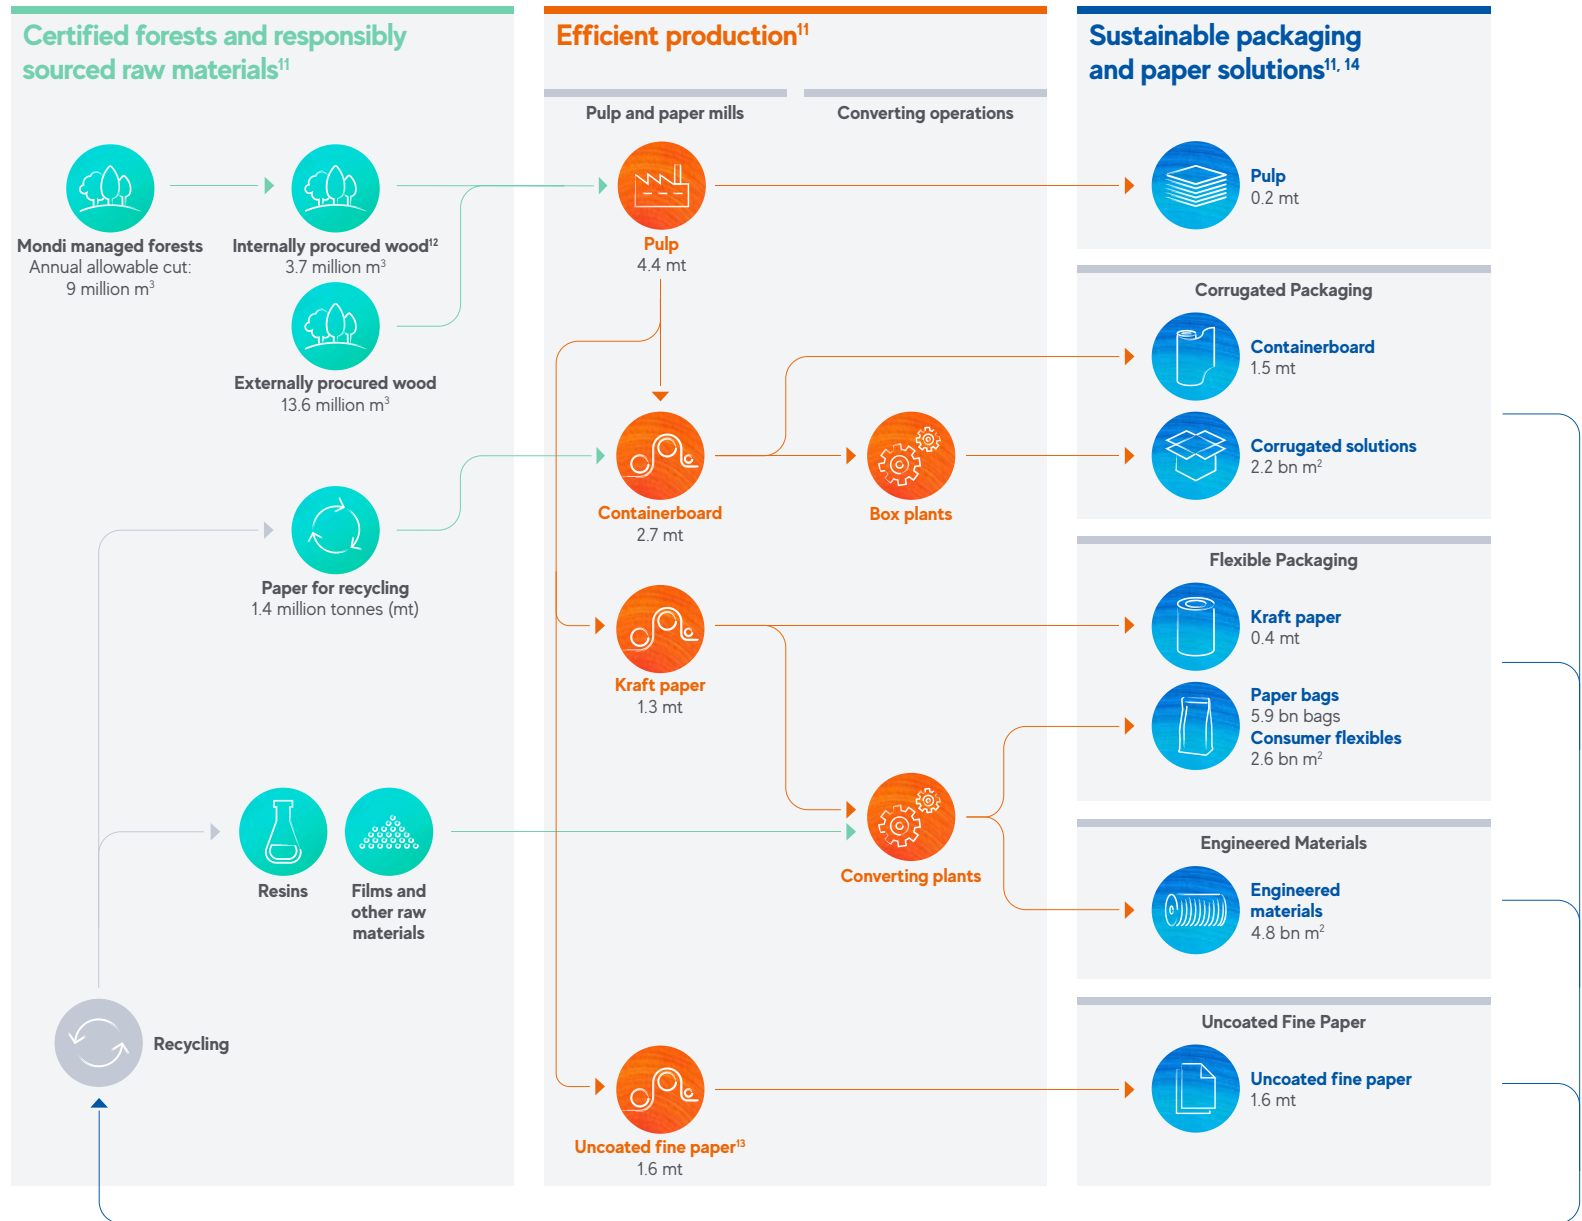 Certified forests and responsibly
sourced raw materials¹¹
Mondi managed forests
Annual allowable cut:
9 million m³
Internally procured wood¹²
3.7 million m³
Externally procured wood
13.6 million m³
Paper for recycling
1.4 million tonnes (mt)
Resins
Films and
other raw
materials
Recycling
Efficient production¹¹
Pulp and paper mills
Converting operations
Pulp
4.4 mt
Containerboard
2.7 mt
Box plants
Kraft paper
1.3 mt
Converting plants
Uncoated fine paper¹³
1.6 mt
Sustainable packaging
and paper solutions¹¹, ¹⁴
Pulp
0.2 mt
Corrugated Packaging
Containerboard
1.5 mt
Corrugated solutions
2.2 bn m²
Flexible Packaging
Kraft paper
0.4 mt
Paper bags
5.9 bn bags
Consumer flexibles
2.6 bn m²
Engineered Materials
Engineered
materials
4.8 bn m²
Uncoated Fine Paper
Uncoated fine paper
1.6 mt